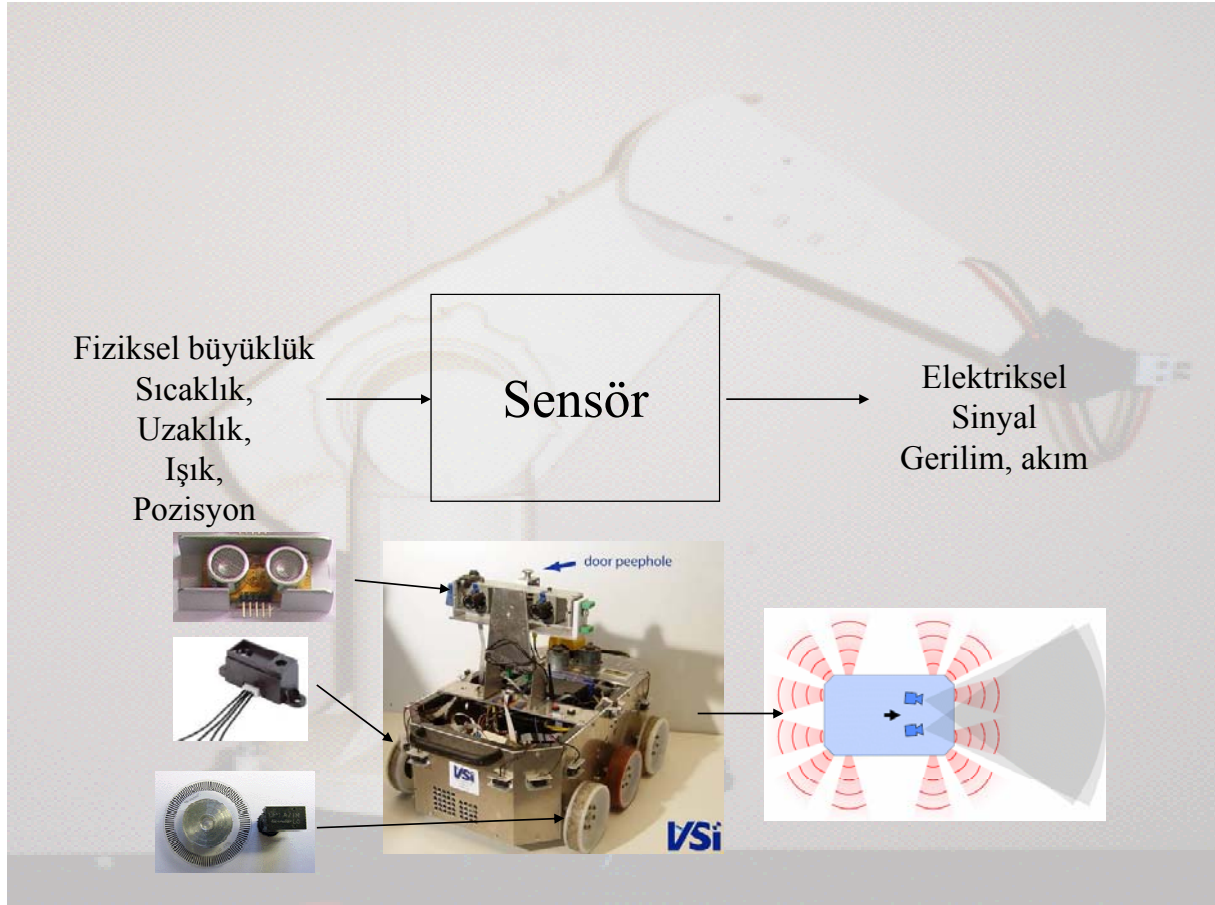 Fiziksel büyüklük
Sıcaklık,
Uzaklık,
Işık,
Pozisyon
Sensör
Elektriksel
Sinyal
Gerilim, akım
door peephole
VSi
VSi